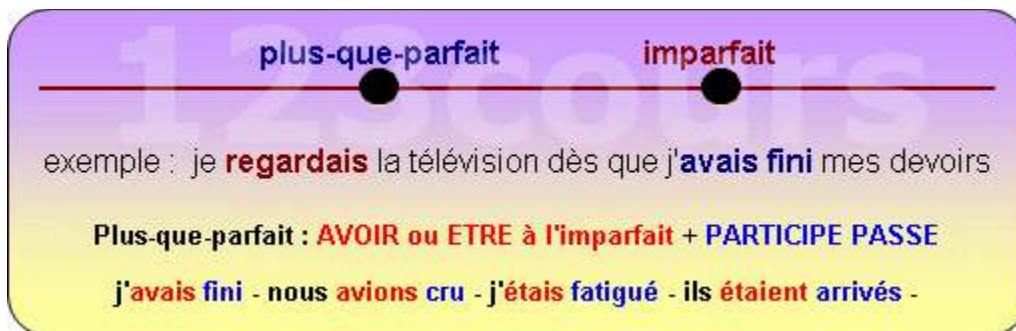 123cours
plus-que-parfait imparfait
exemple : je regardais la télévision dès que j'avais fini mes devoirs
Plus-que-parfait : AVOIR ou ETRE à l'imparfait + PARTICIPE PASSE
j'avais fini - nous avions cru - j'étais fatigué - ils étaient arrivés -